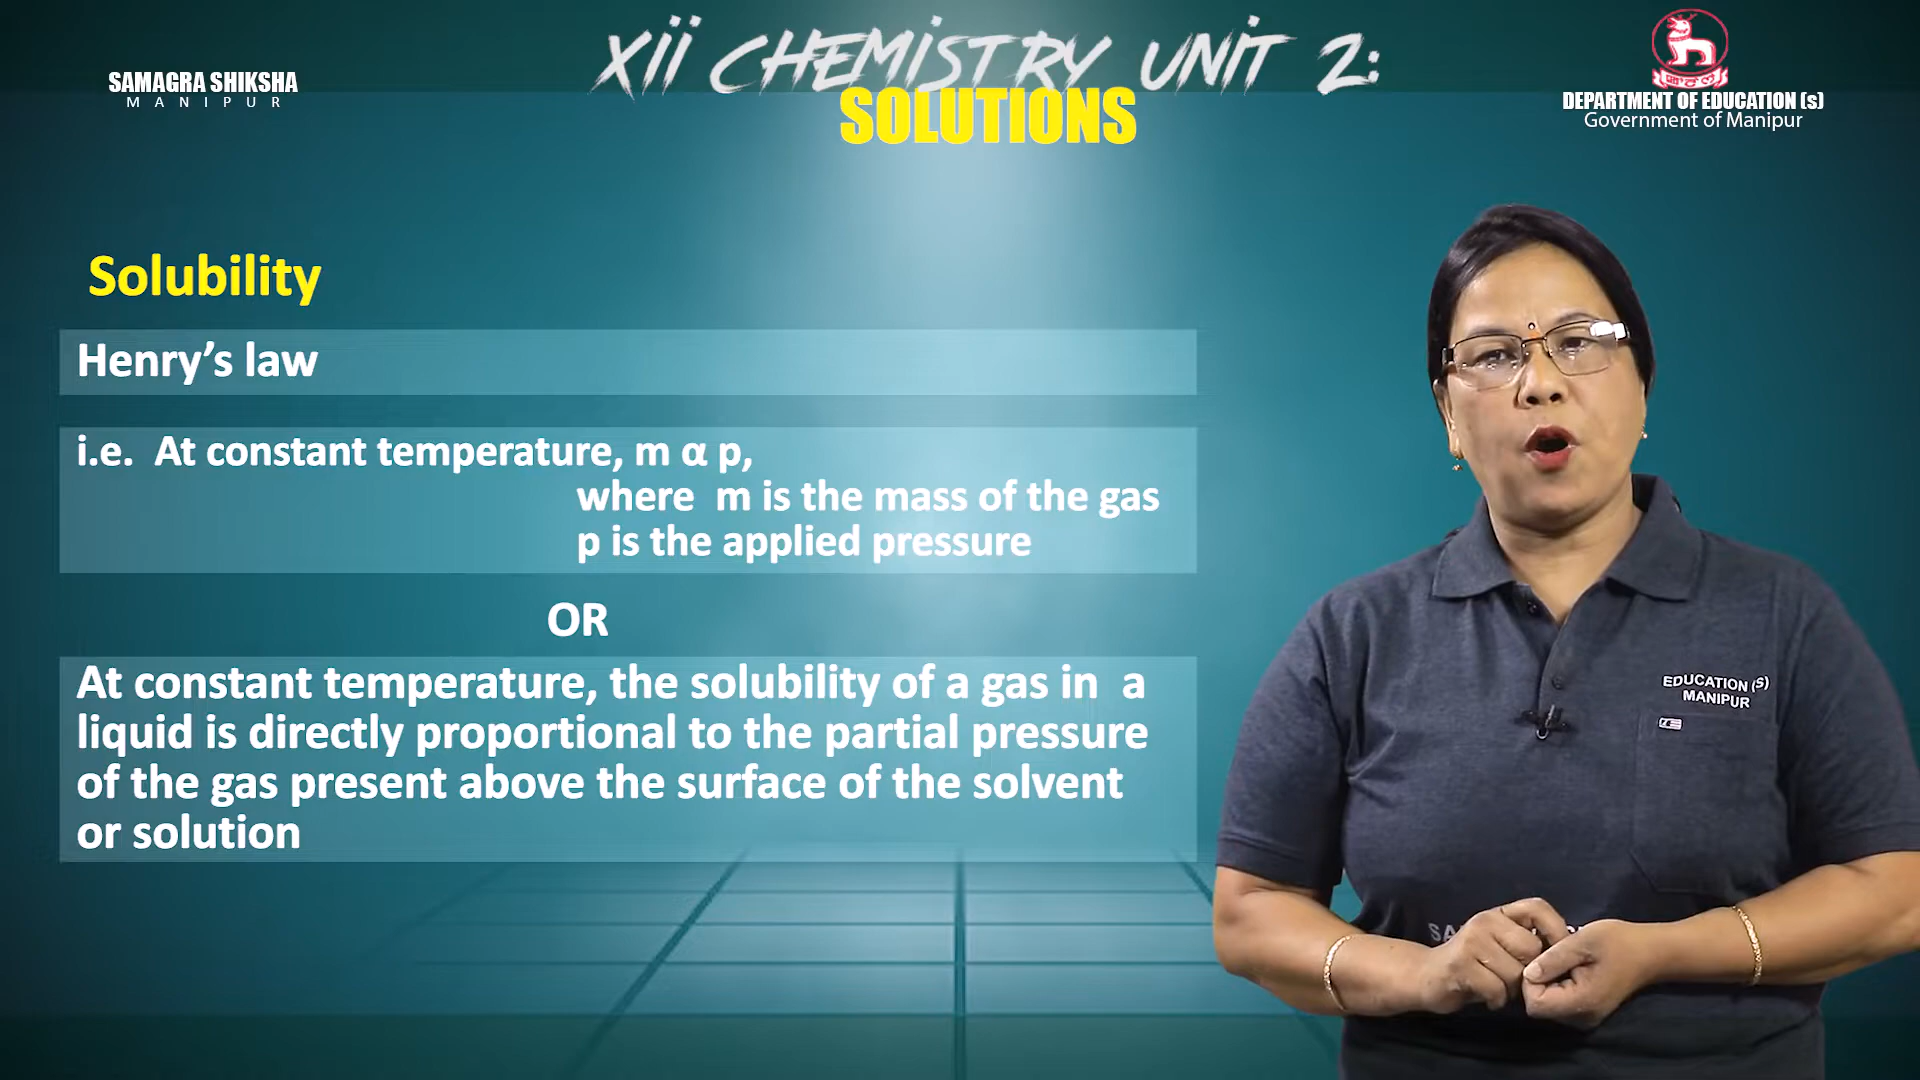 XII CHEMISTRY UNIT 2:
SOLUTIONS
SAMAGRA SHIKSHA
MANIPUR
DEPARTMENT OF EDUCATION (s)
Government of Manipur
Solubility
Henry’s law
i.e. At constant temperature, m α p,
where m is the mass of the gas
p is the applied pressure
OR
At constant temperature, the solubility of a gas in a
liquid is directly proportional to the partial pressure
of the gas present above the surface of the solvent
or solution
EDUCATION (S)
MANIPUR